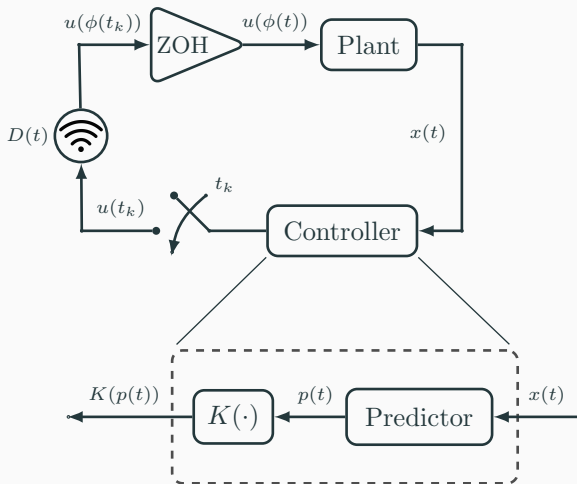 u(ϕ(t_k))
u(ϕ(t))
ZOH
Plant
D(t)
x(t)
t_k
u(t_k)
Controller
K(p(t))
p(t)
x(t)
K(·)
Predictor